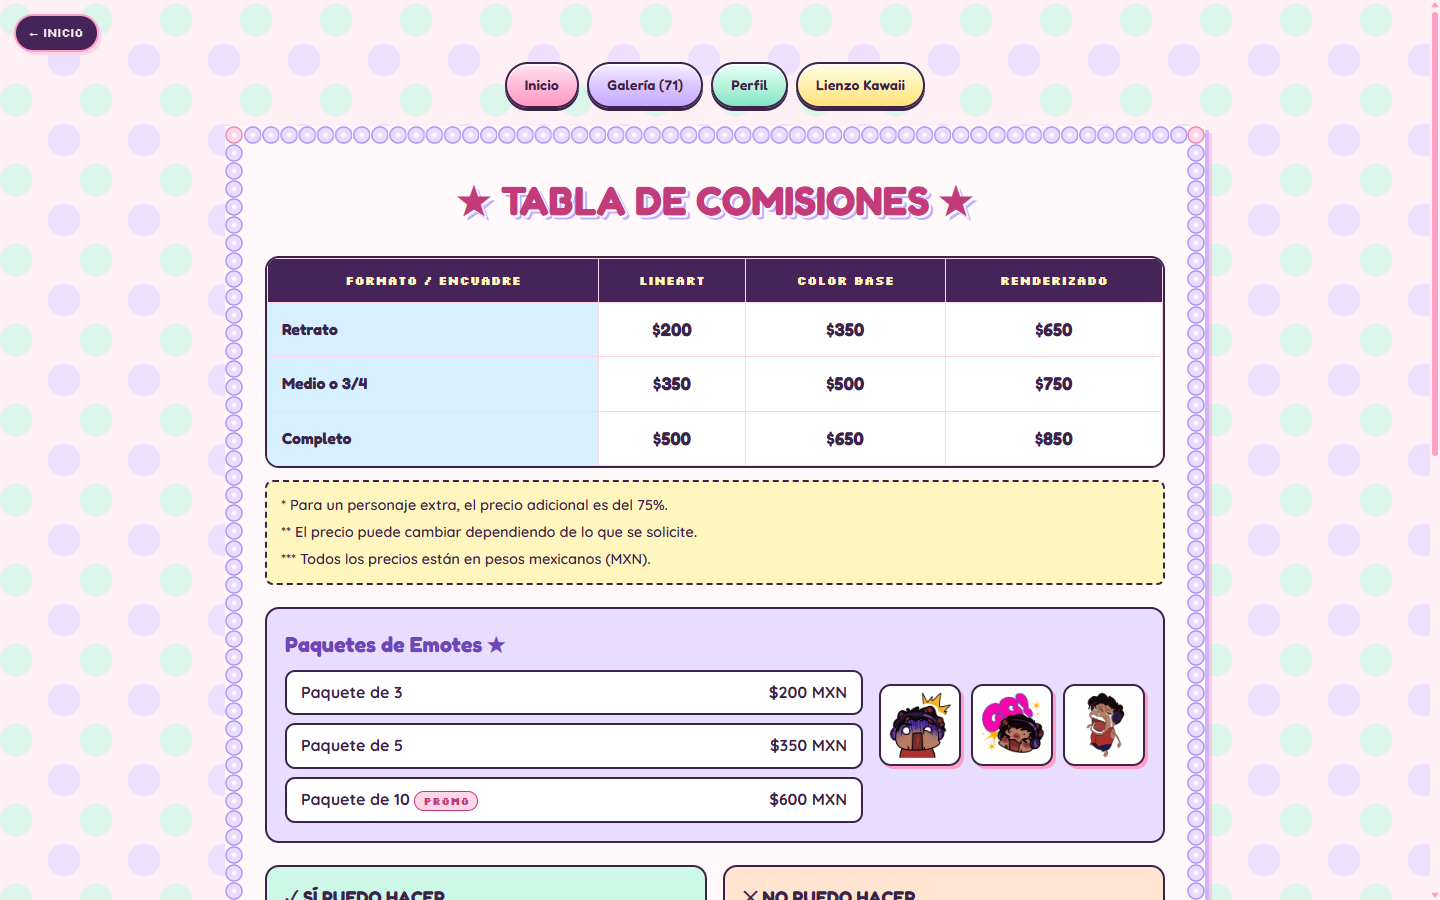 ← INICIO
Inicio
Galería (71)
Perfil
Lienzo Kawaii
★ TABLA DE COMISIONES ★
FORMATO / ENCUADRE LINEART COLOR BASE RENDERIZADO
Retrato $200 $350 $650
Medio o 3/4 $350 $500 $750
Completo $500 $650 $850
* Para un personaje extra, el precio adicional es del 75%.
** El precio puede cambiar dependiendo de lo que se solicite.
*** Todos los precios están en pesos mexicanos (MXN).
Paquetes de Emotes ★
Paquete de 3 $200 MXN
Paquete de 5 $350 MXN
Paquete de 10 PROMO $600 MXN
✓ SÍ PUEDO HACER
✕ NO PUEDO HACER